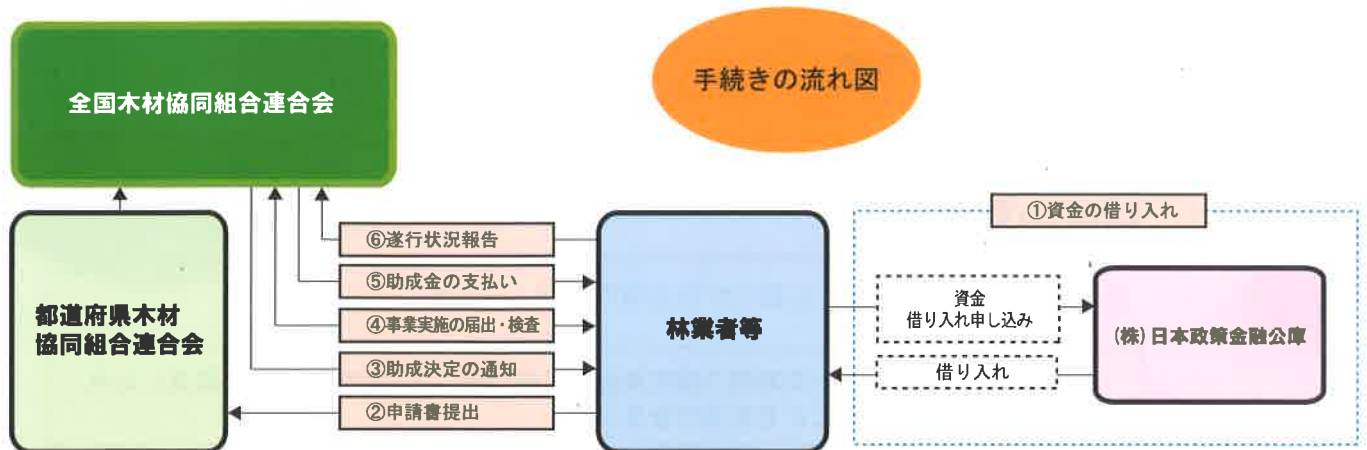 手続きの流れ図
全国木材協同組合連合会
①資金の借り入れ
⑥遂行状況報告
⑤助成金の支払い
④事業実施の届出・検査
③助成決定の通知
②申請書提出
都道府県木材
協同組合連合会
林業者等
資金
借り入れ申し込み
借り入れ
(株)日本政策金融公庫